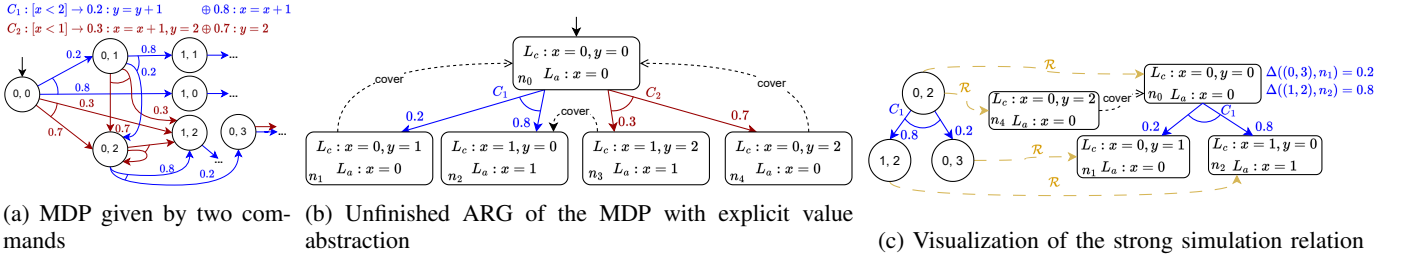 C₁ : [x < 2] → 0.2 : y = y + 1 ⊕ 0.8 : x = x + 1
C₂ : [x < 1] → 0.3 : x = x + 1, y = 2 ⊕ 0.7 : y = 2
0, 0
0.2
0.8
0.3
0.7
0, 1
0.8
0.2
1, 1
...
1, 0
...
0.3
0.7
1, 2
0, 3
...
0, 2
0.8
0.2
...
(a) MDP given by two com-
mands
L_c : x = 0, y = 0
n₀ L_a : x = 0
cover
C₁
C₂
cover
0.2
0.8
0.3
0.7
cover
L_c : x = 0, y = 1
n₁ L_a : x = 0
L_c : x = 1, y = 0
n₂ L_a : x = 1
L_c : x = 1, y = 2
n₃ L_a : x = 1
L_c : x = 0, y = 2
n₄ L_a : x = 0
(b) Unfinished ARG of the MDP with explicit value
abstraction
R
0, 2
R
C₁
0.8
0.2
1, 2
0, 3
L_c : x = 0, y = 2
n₄ L_a : x = 0
cover
L_c : x = 0, y = 0
n₀ L_a : x = 0
Δ((0, 3), n₁) = 0.2
Δ((1, 2), n₂) = 0.8
C₁
0.2
0.8
R
L_c : x = 0, y = 1
n₁ L_a : x = 0
L_c : x = 1, y = 0
n₂ L_a : x = 1
R
(c) Visualization of the strong simulation relation